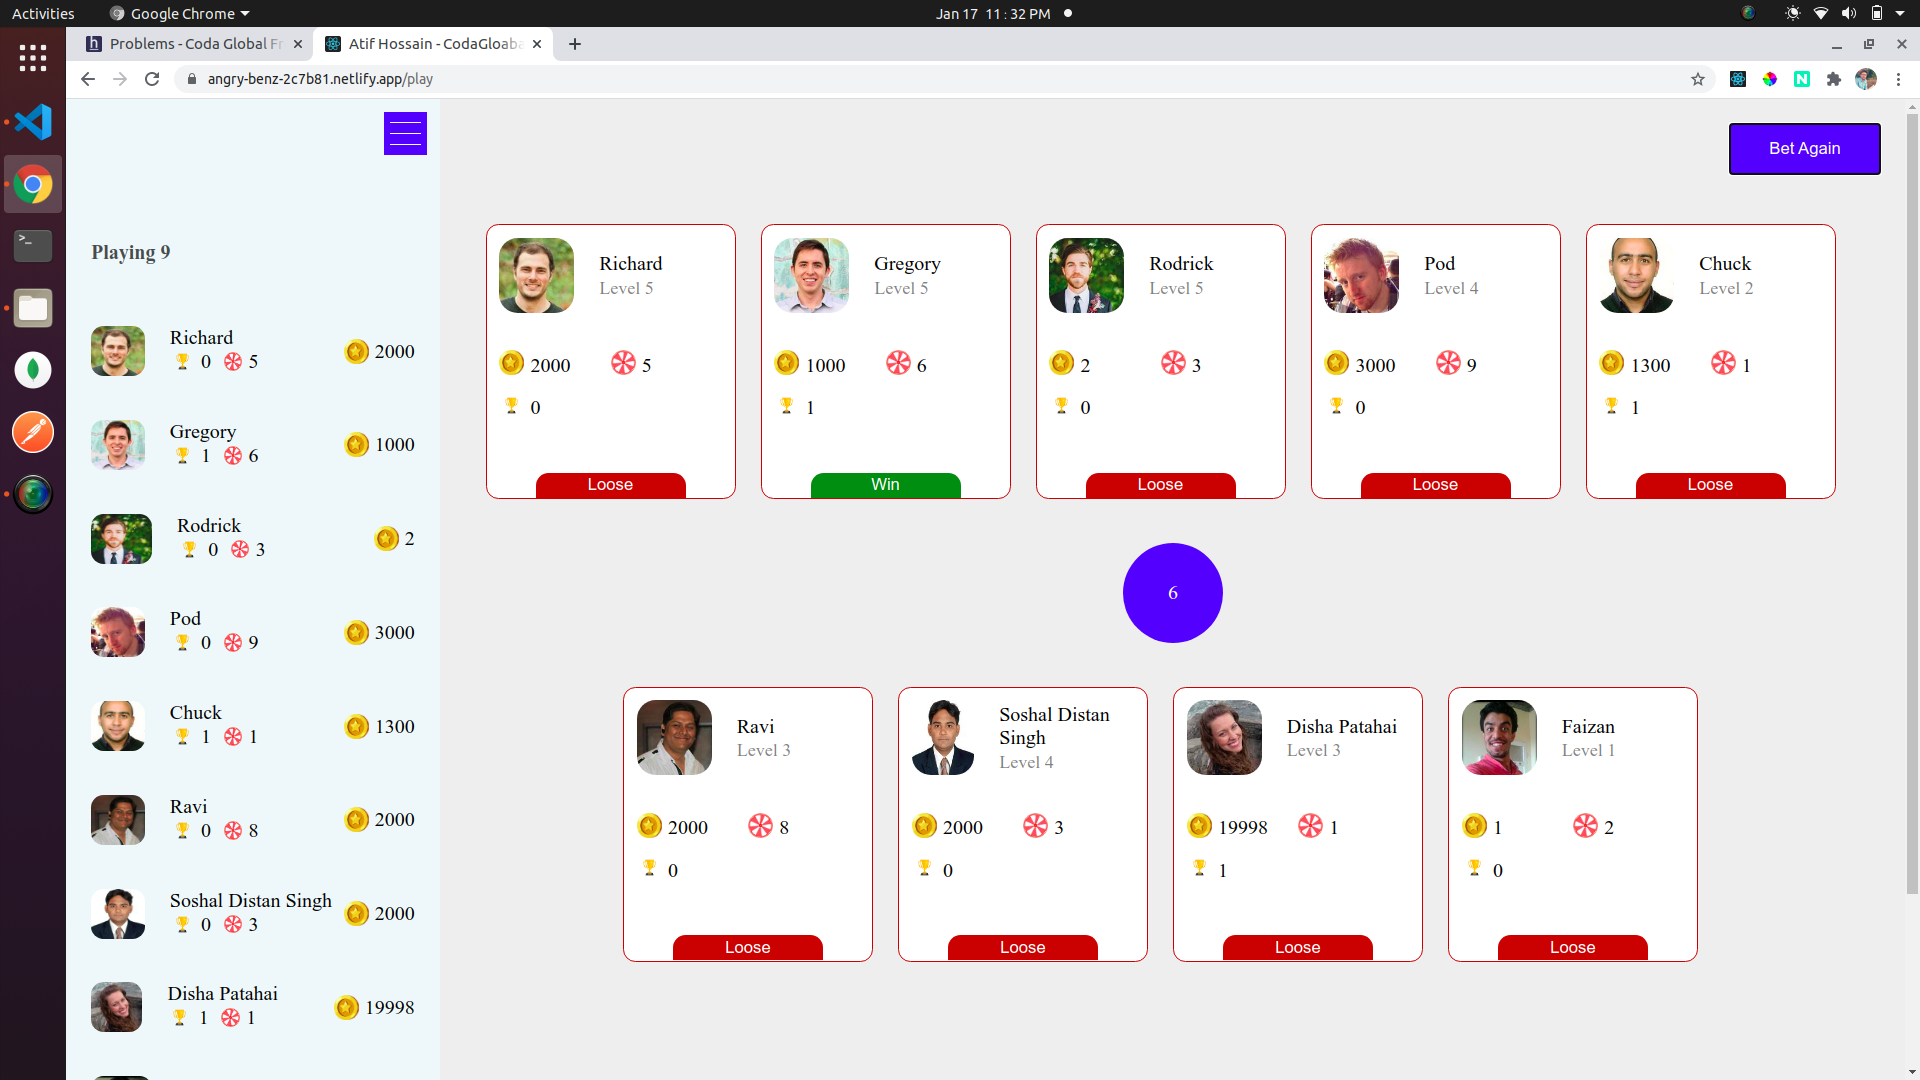 Activities
Google Chrome
Jan 17 11:32 PM
Problems - Coda Global Fr
Atif Hossain - CodaGloaba
angry-benz-2c7b81.netlify.app/play
Bet Again
Playing 9
Richard
0 5
2000
Gregory
1 6
1000
Rodrick
0 3
2
Pod
0 9
3000
Chuck
1 1
1300
Ravi
0 8
2000
Soshal Distan Singh
0 3
2000
Disha Patahai
1 1
19998
Richard
Level 5
2000 5
0
Loose
Gregory
Level 5
1000 6
1
Win
Rodrick
Level 5
2 3
0
Loose
Pod
Level 4
3000 9
0
Loose
Chuck
Level 2
1300 1
1
Loose
6
Ravi
Level 3
2000 8
0
Loose
Soshal Distan
Singh
Level 4
2000 3
0
Loose
Disha Patahai
Level 3
19998 1
1
Loose
Faizan
Level 1
1 2
0
Loose